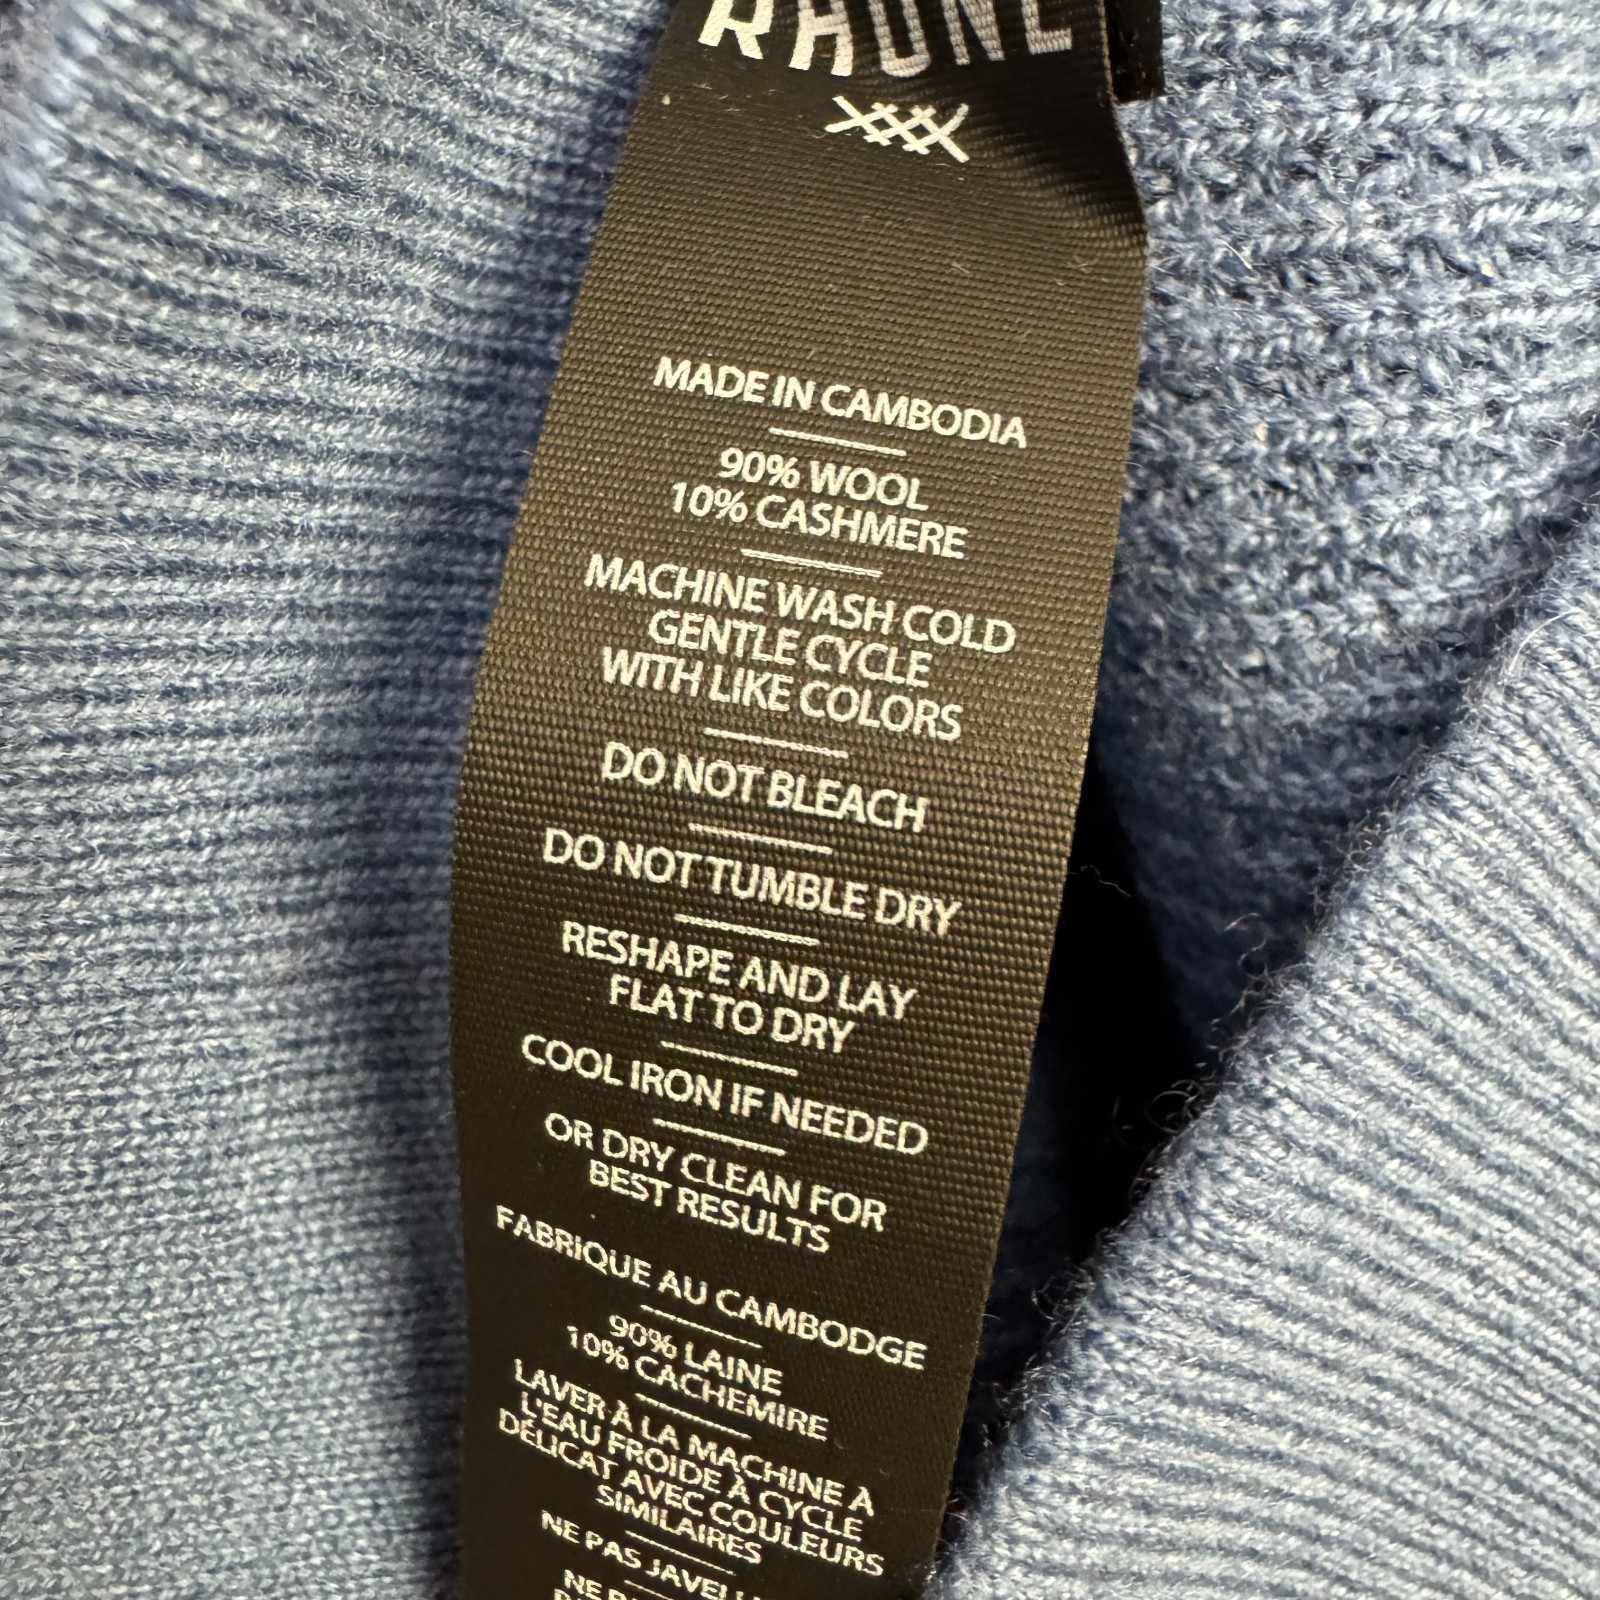 RHONE
MADE IN CAMBODIA
90% WOOL
10% CASHMERE
MACHINE WASH COLD
GENTLE CYCLE
WITH LIKE COLORS
DO NOT BLEACH
DO NOT TUMBLE DRY
RESHAPE AND LAY
FLAT TO DRY
COOL IRON IF NEEDED
OR DRY CLEAN FOR
BEST RESULTS
FABRIQUE AU CAMBODGE
90% LAINE
10% CACHEMIRE
LAVER À LA MACHINE À
L'EAU FROIDE À CYCLE
DÉLICAT AVEC COULEURS
SIMILAIRES
NE PAS
NE